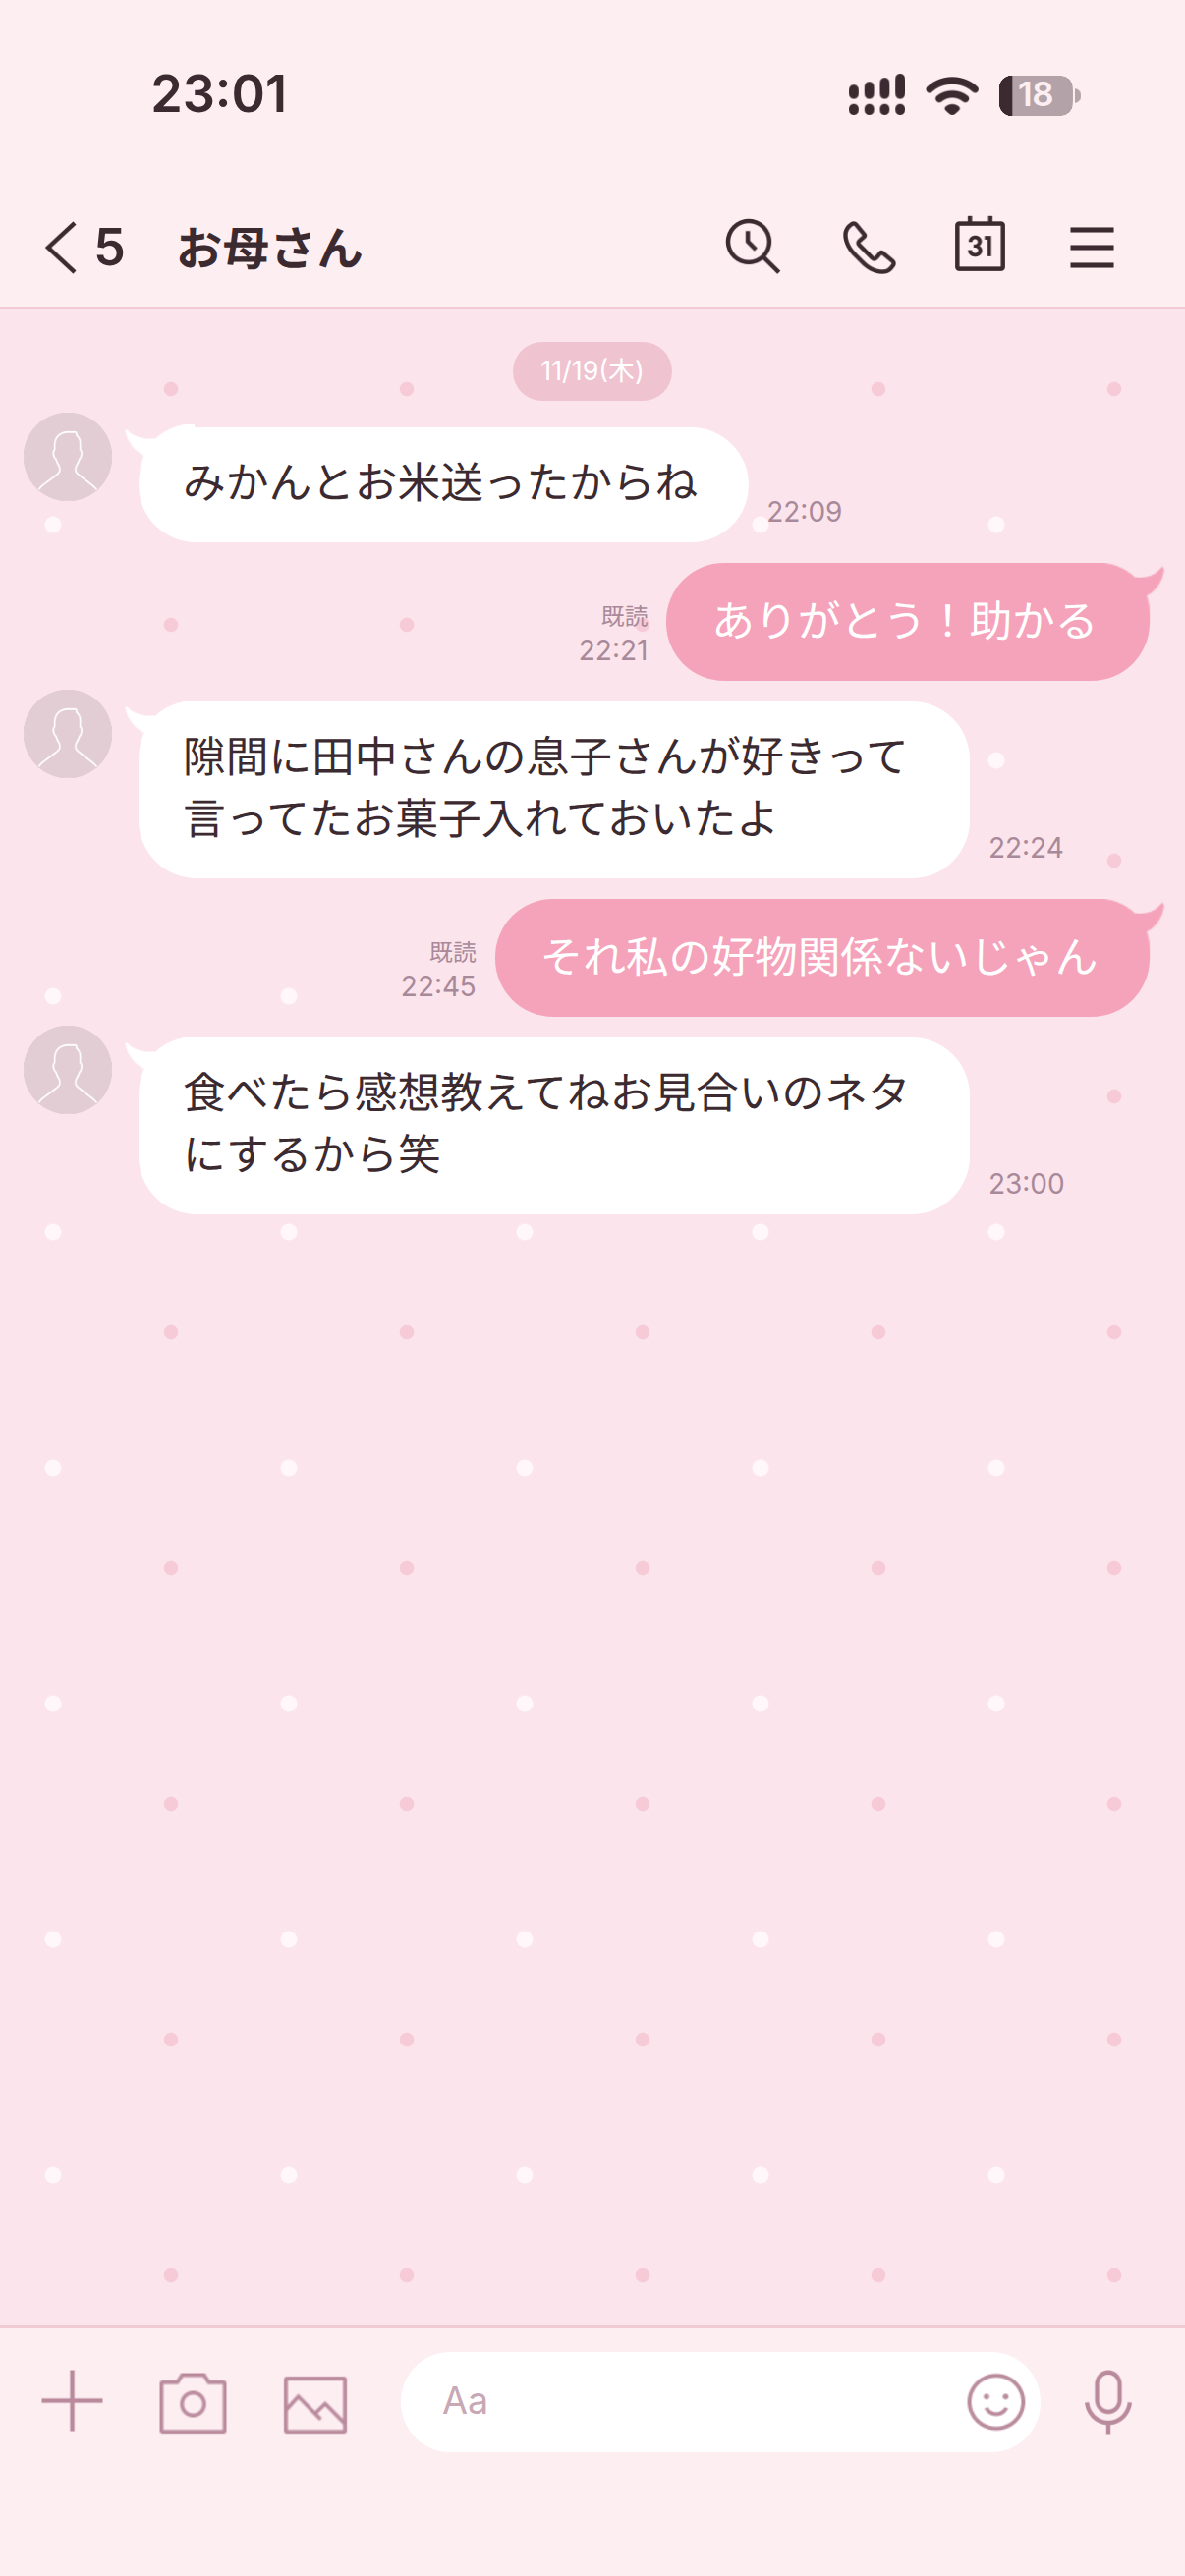 23:01
18
5 お母さん
31
11/19(木)
みかんとお米送ったからね
22:09
既読
22:21
ありがとう！助かる
隙間に田中さんの息子さんが好きって
言ってたお菓子入れておいたよ
22:24
既読
22:45
それ私の好物関係ないじゃん
食べたら感想教えてねお見合いのネタ
にするから笑
23:00
Aa